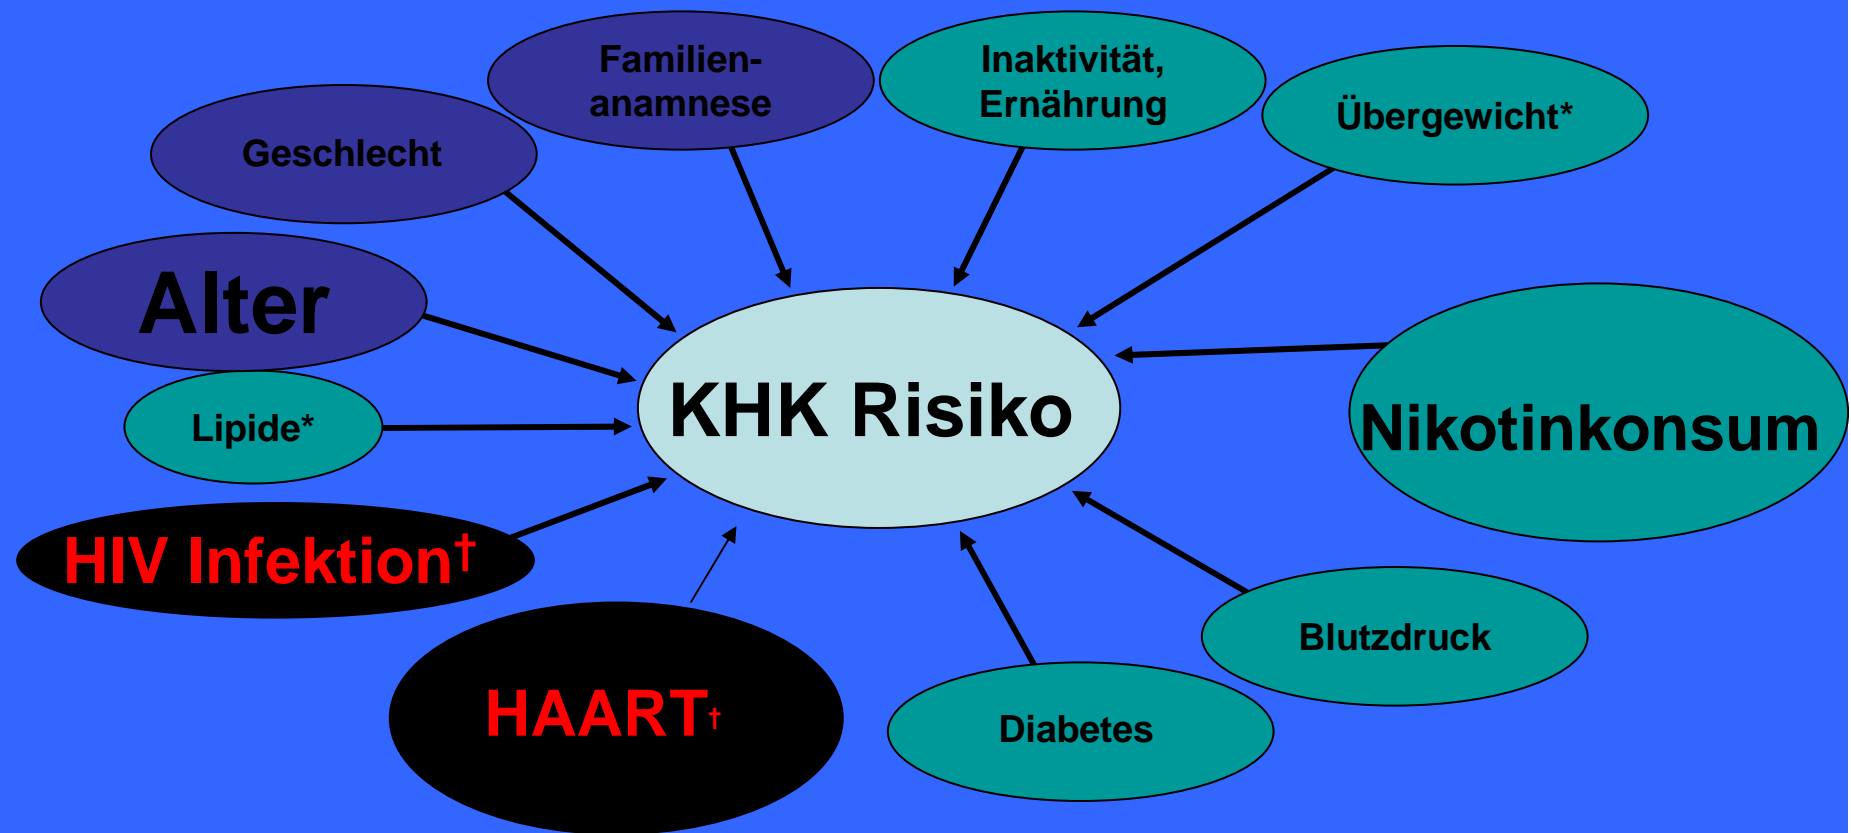 Familien-
anamnese
Inaktivität,
Ernährung
Übergewicht*
Geschlecht
Alter
KHK Risiko
Nikotinkonsum
Lipide*
HIV Infektion†
Blutzdruck
HAART†
Diabetes